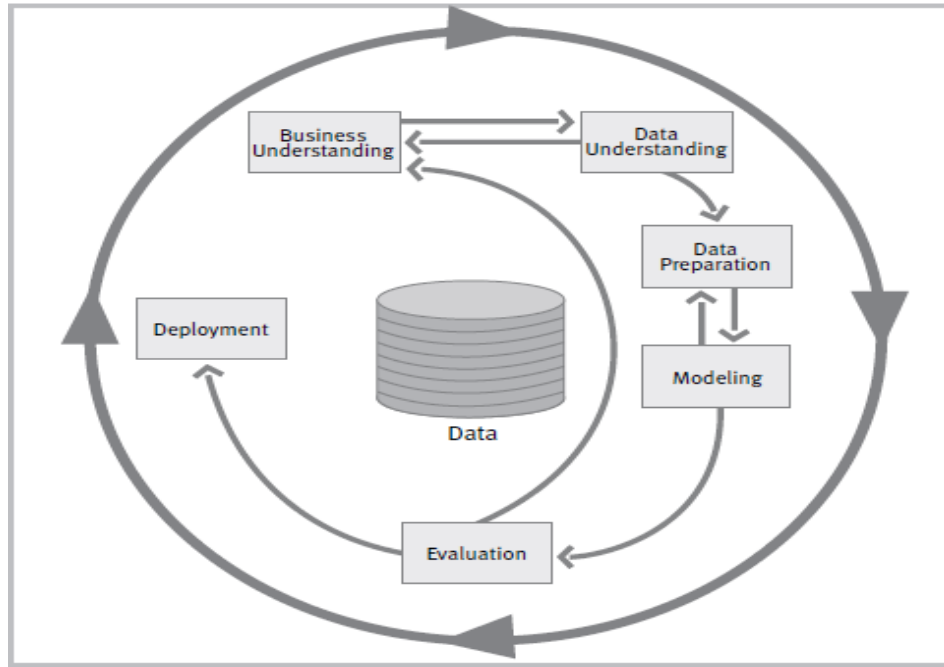 Business
Understanding
Data
Understanding
Data
Preparation
Deployment
Modeling
Data
Evaluation